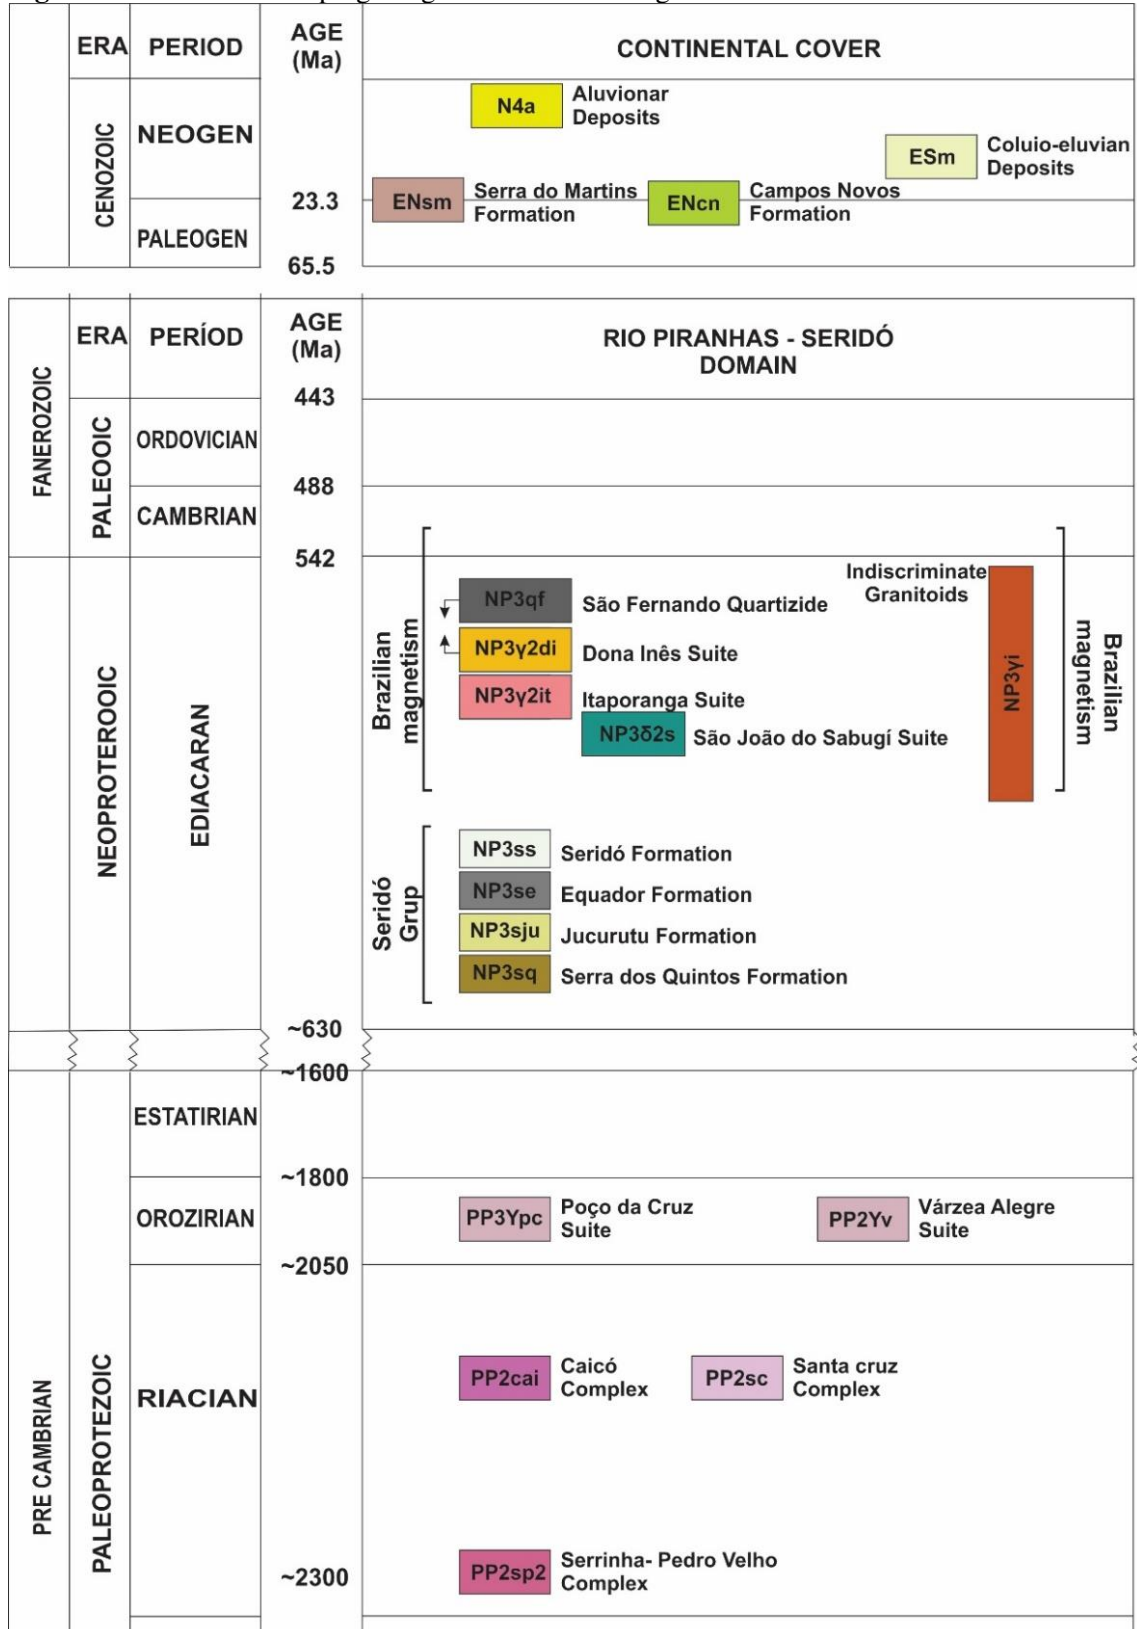 ERA PERIOD AGE
(Ma)
CONTINENTAL COVER
CENOZOIC
NEOGEN
N4a Aluvionar
Deposits
ESm Coluio-eluvian
Deposits
23.3
ENsm Serra do Martins
Formation
ENcn Campos Novos
Formation
PALEOGEN
65.5
ERA PERÍOD AGE
(Ma)
RIO PIRANHAS - SERIDÓ
DOMAIN
FANEROZOIC
443
PALEOOIC
ORDOVICIAN
488
CAMBRIAN
542
NEOPROTEROOIC
EDIACARAN
Brazilian
magnetism
NP3qf São Fernando Quartizide
NP3γ2di Dona Inês Suite
NP3γ2it Itaporanga Suite
NP3δ2s São João do Sabugí Suite
Indiscriminate
Granitoids
NP3γi
Brazilian
magnetism
Seridó
Grup
NP3ss Seridó Formation
NP3se Equador Formation
NP3sju Jucurutu Formation
NP3sq Serra dos Quintos Formation
~630
~1600
PRE CAMBRIAN
PALEOPROTEZOIC
ESTATIRIAN
~1800
OROZIRIAN
PP3Ypc Poço da Cruz
Suite
PP2Yv Várzea Alegre
Suite
~2050
RIACIAN
PP2cai Caicó
Complex
PP2sc Santa cruz
Complex
~2300
PP2sp2 Serrinha- Pedro Velho
Complex